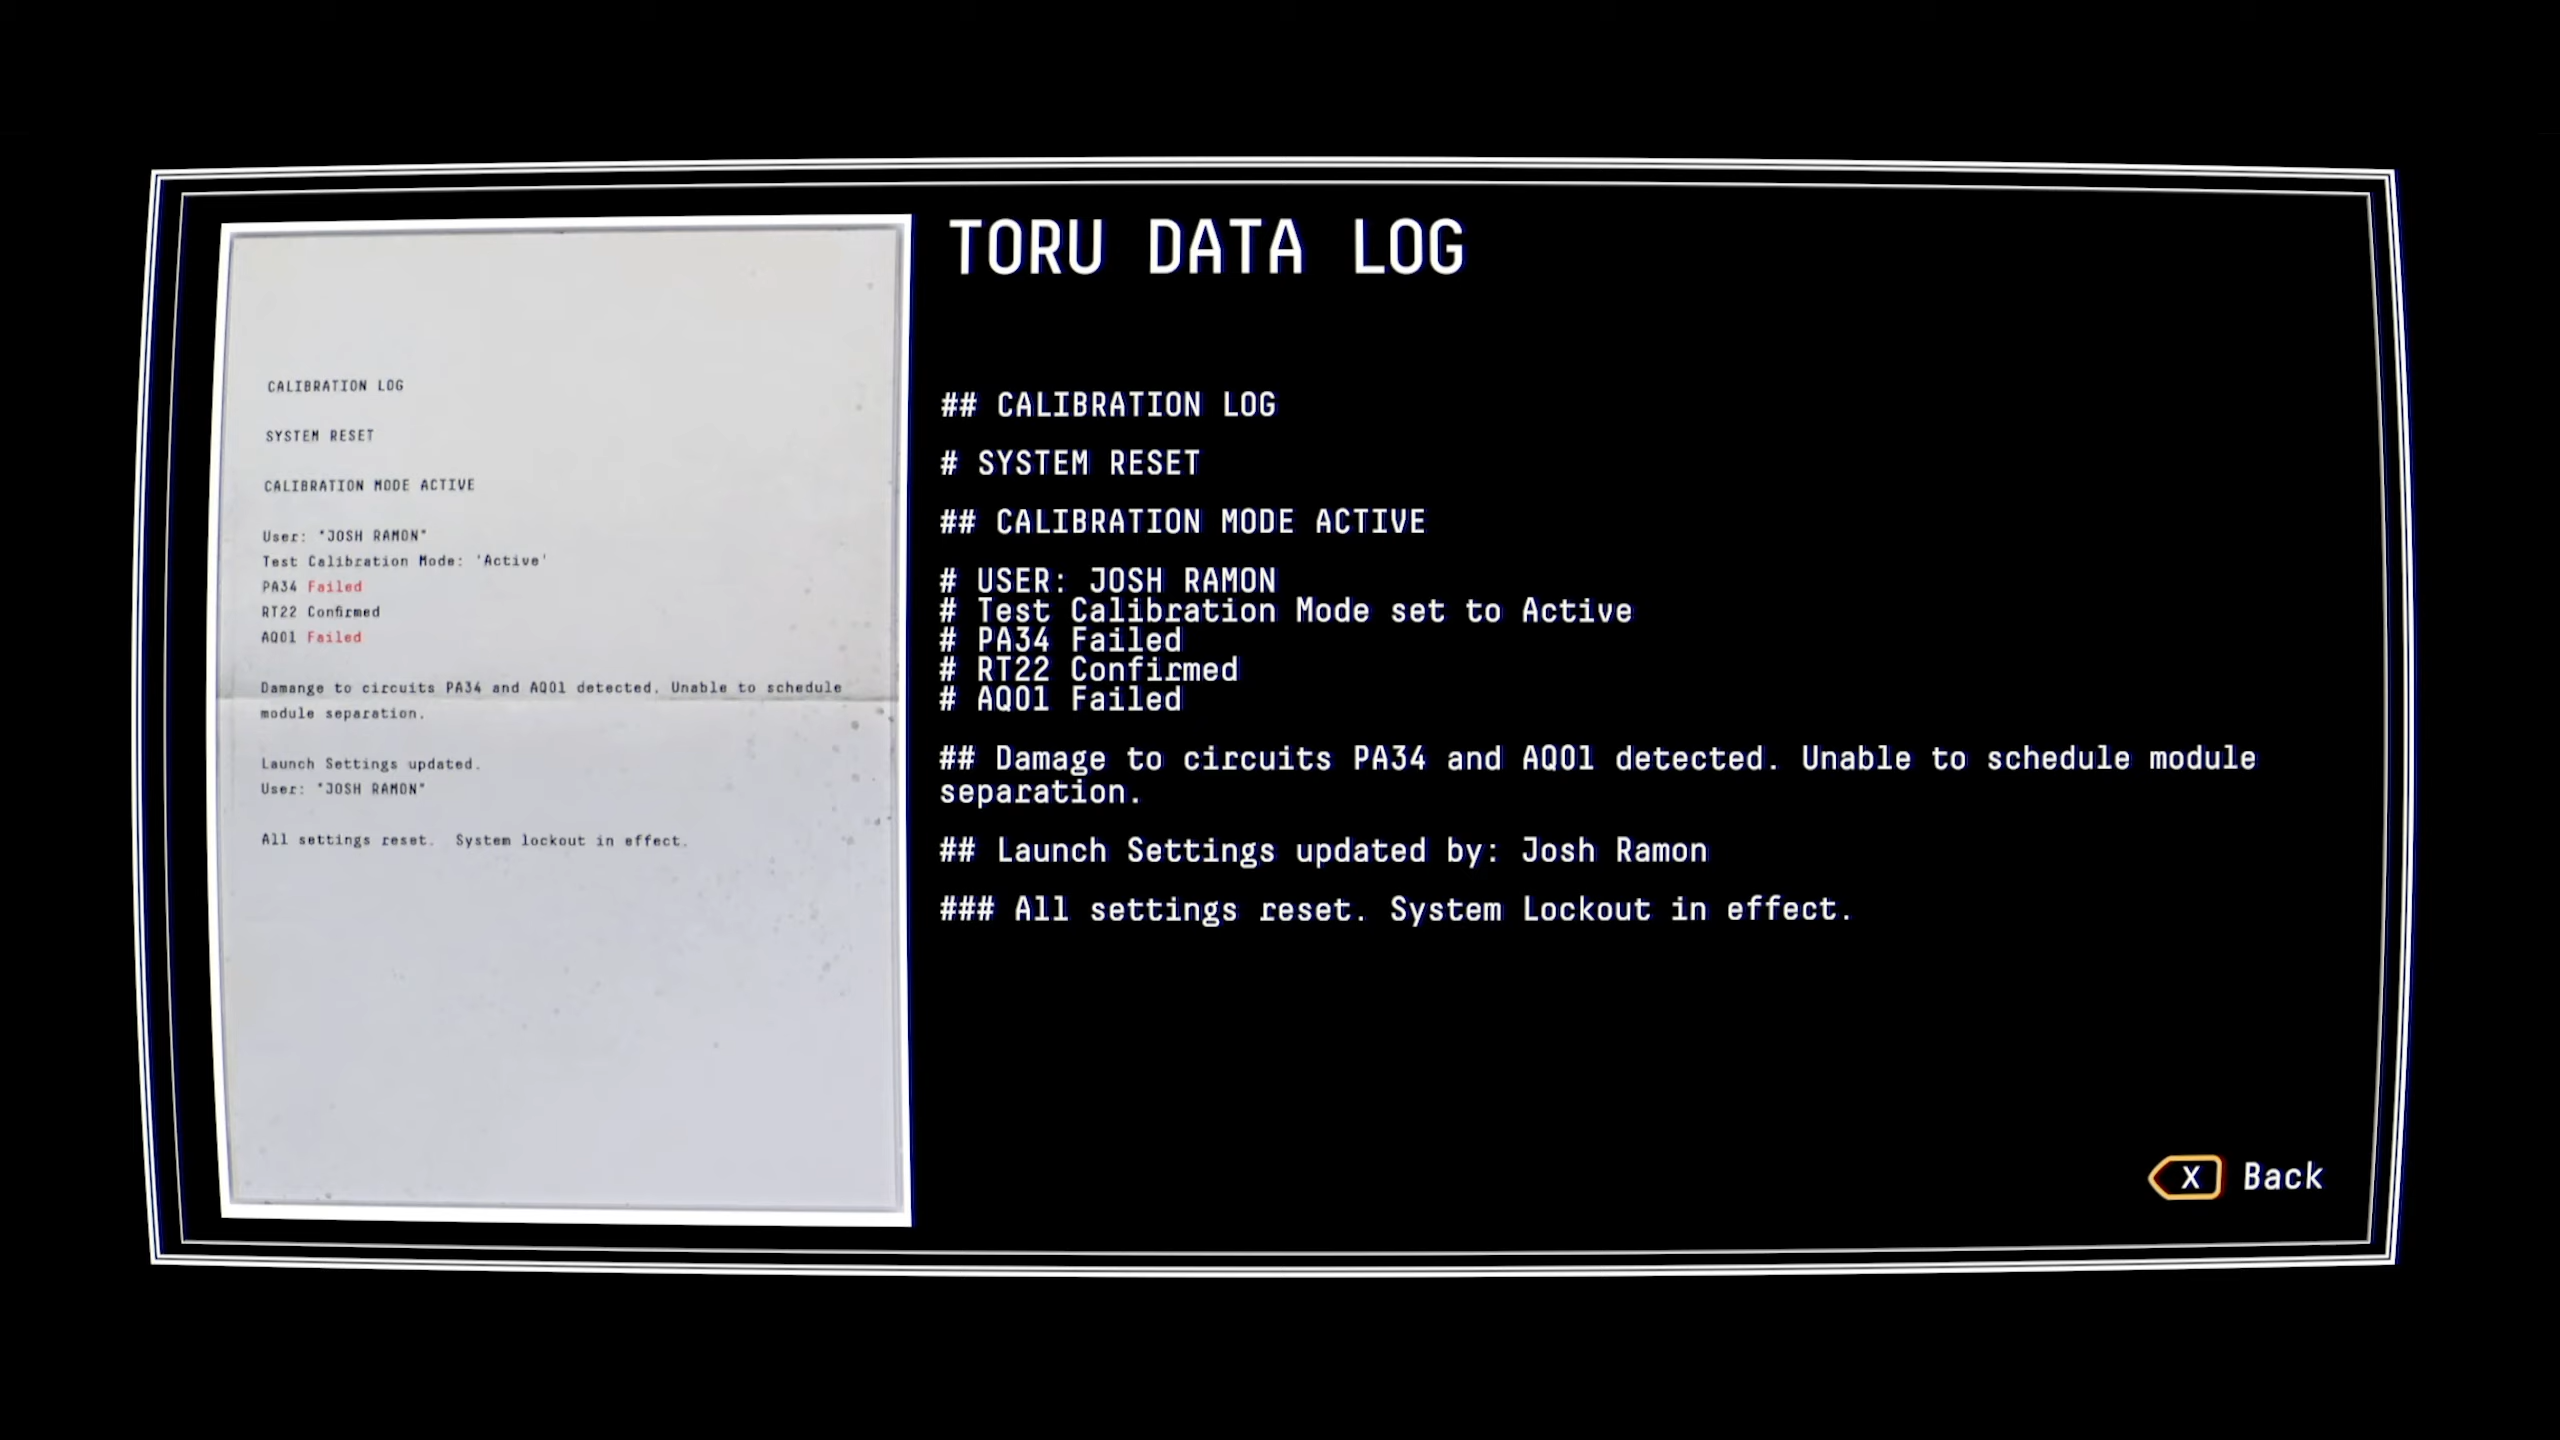 CALIBRATION LOG
SYSTEM RESET
CALIBRATION MODE ACTIVE
User: "JOSH RAMON"
Test Calibration Mode: 'Active'
PA34 Failed
RT22 Confirmed
AQ01 Failed
Damange to circuits PA34 and AQ01 detected. Unable to schedule
module separation.
Launch Settings updated.
User: "JOSH RAMON"
All settings reset. System lockout in effect.
TORU DATA LOG
## CALIBRATION LOG
# SYSTEM RESET
## CALIBRATION MODE ACTIVE
# USER: JOSH RAMON
# Test Calibration Mode set to Active
# PA34 Failed
# RT22 Confirmed
# AQ01 Failed
## Damage to circuits PA34 and AQ01 detected. Unable to schedule module
separation.
## Launch Settings updated by: Josh Ramon
### All settings reset. System Lockout in effect.
X Back